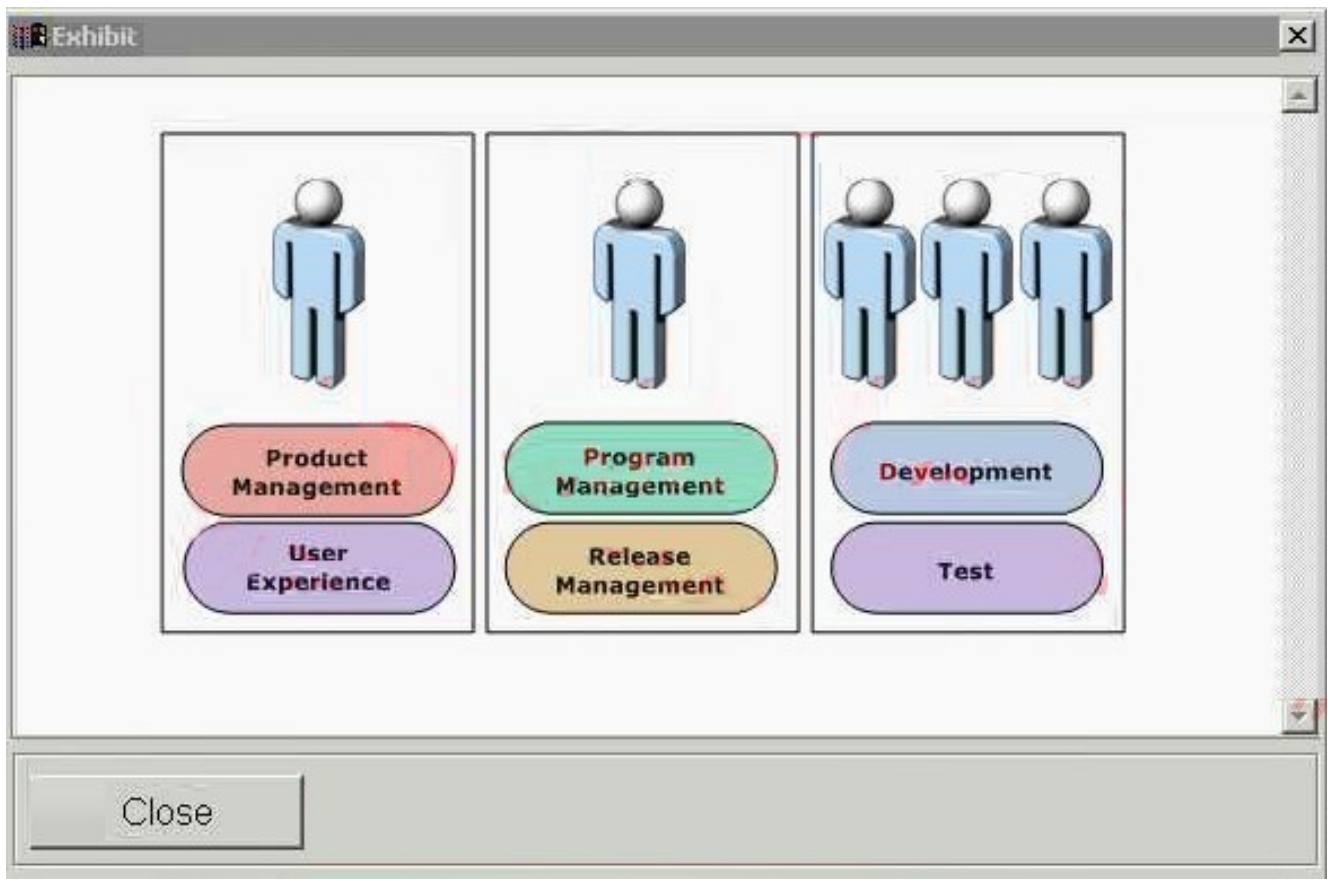 Exhibit
Product
Management
User
Experience
Program
Management
Release
Management
Development
Test
Close